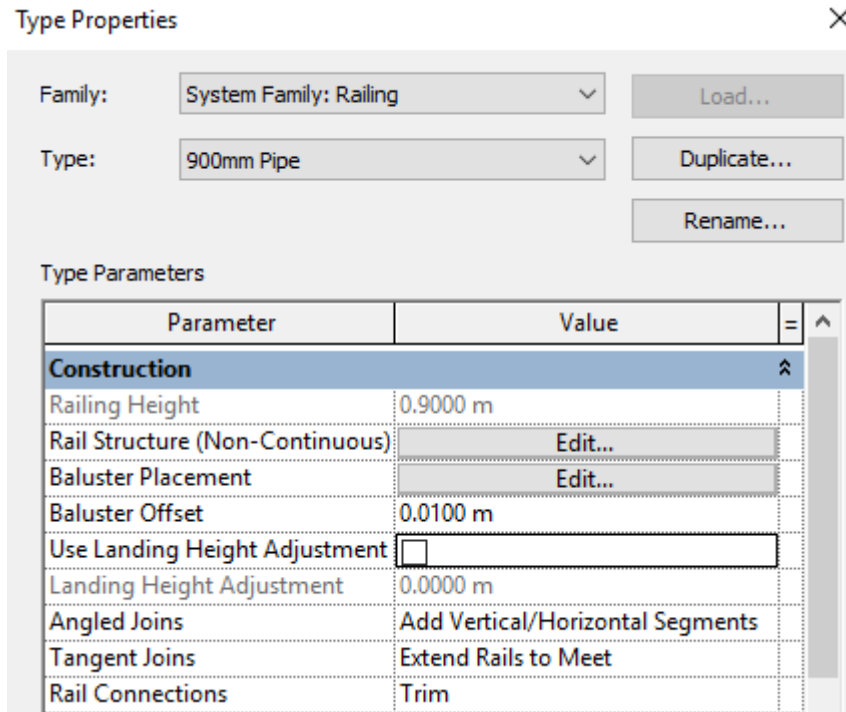 Type Properties
Family: System Family: Railing Load...
Type: 900mm Pipe Duplicate...
Rename...
Type Parameters
Parameter Value =
Construction
Railing Height 0.9000 m
Rail Structure (Non-Continuous) Edit...
Baluster Placement Edit...
Baluster Offset 0.0100 m
Use Landing Height Adjustment
Landing Height Adjustment 0.0000 m
Angled Joins Add Vertical/Horizontal Segments
Tangent Joins Extend Rails to Meet
Rail Connections Trim